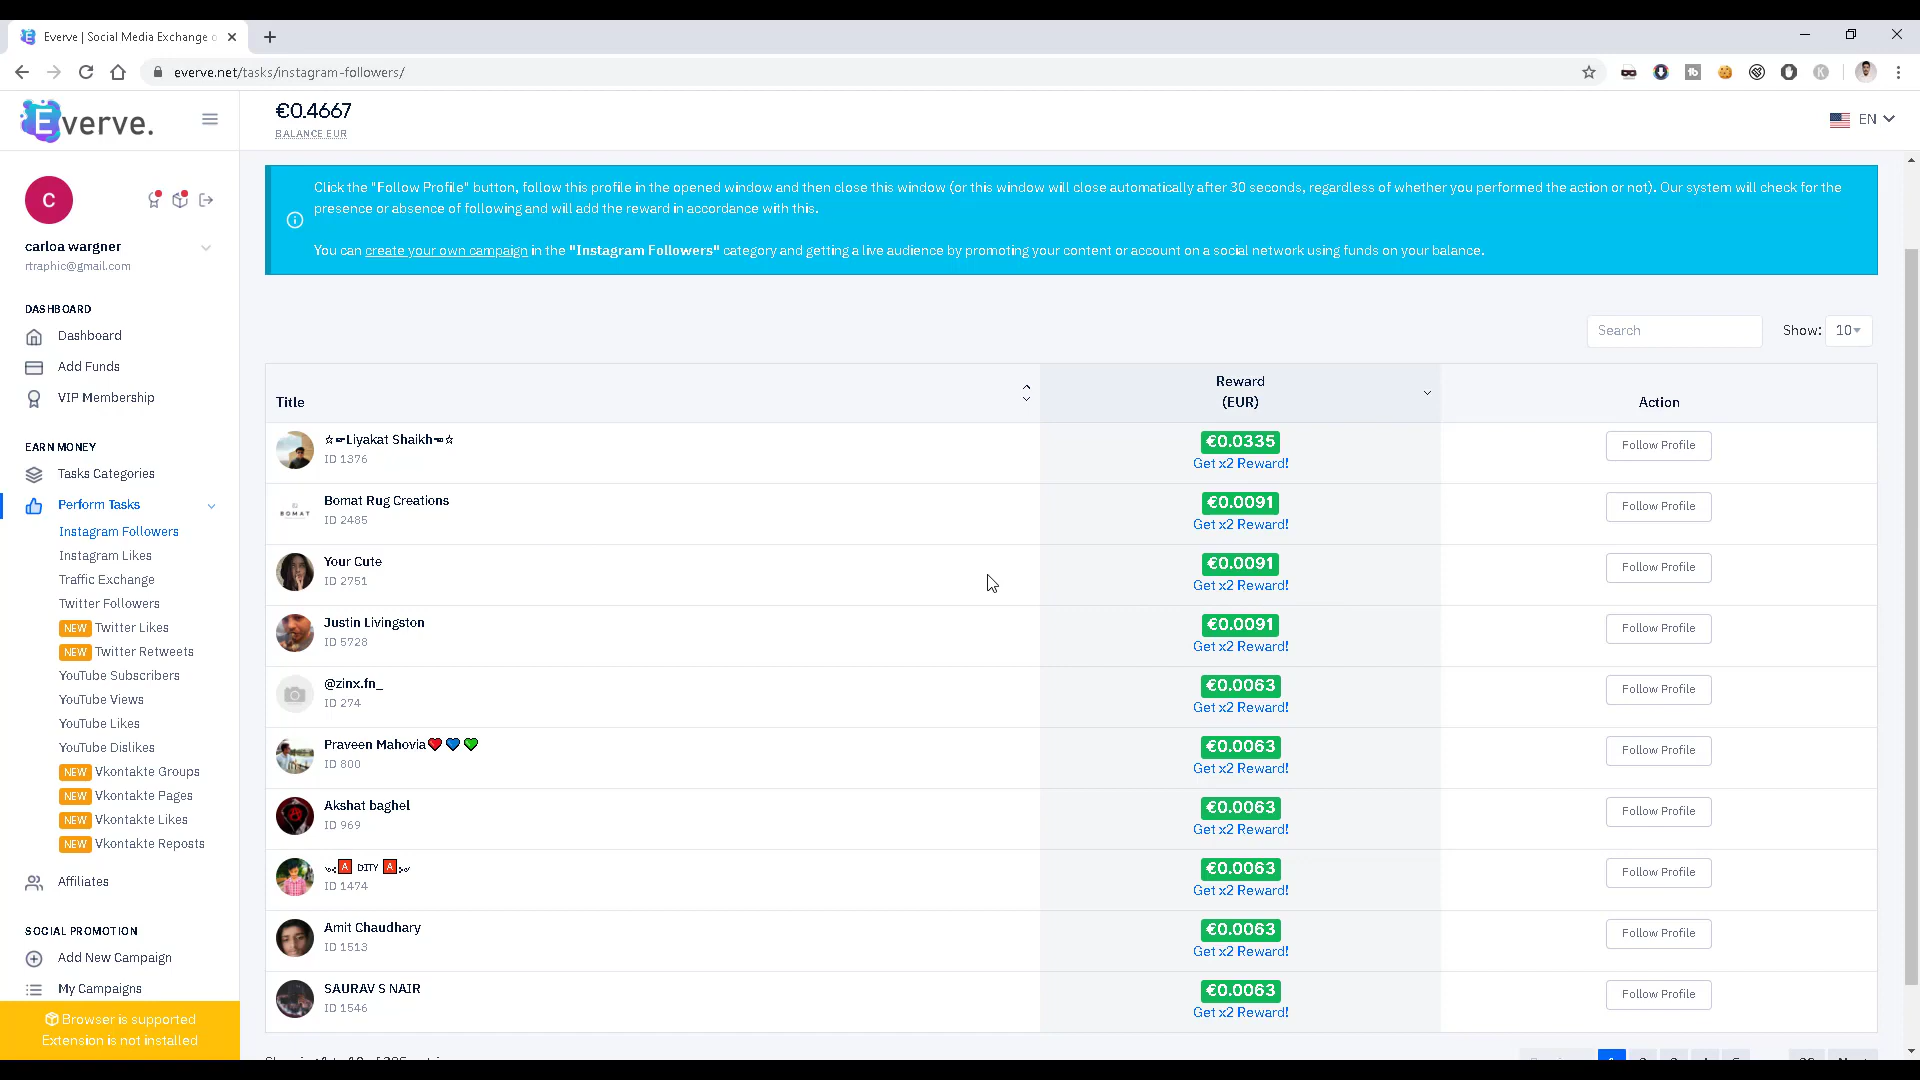 Everve | Social Media Exchange o
everve.net/tasks/instagram-followers/
Everve.
€0.4667
BALANCE EUR
EN
C
carloa wargner
rtraphic@gmail.com
DASHBOARD
Dashboard
Add Funds
VIP Membership
EARN MONEY
Tasks Categories
Perform Tasks
Instagram Followers
Instagram Likes
Traffic Exchange
Twitter Followers
NEW Twitter Likes
NEW Twitter Retweets
YouTube Subscribers
YouTube Views
YouTube Likes
YouTube Dislikes
NEW Vkontakte Groups
NEW Vkontakte Pages
NEW Vkontakte Likes
NEW Vkontakte Reposts
Affiliates
SOCIAL PROMOTION
Add New Campaign
My Campaigns
Browser is supported
Extension is not installed
Click the "Follow Profile" button, follow this profile in the opened window and then close this window (or this window will close automatically after 30 seconds, regardless of whether you performed the action or not). Our system will check for the
presence or absence of following and will add the reward in accordance with this.
You can create your own campaign in the "Instagram Followers" category and getting a live audience by promoting your content or account on a social network using funds on your balance.
Search
Show: 10
Title
Reward
(EUR)
Action
☆☛Liyakat Shaikh☚☆
ID 1376
€0.0335
Get x2 Reward!
Follow Profile
Bomat Rug Creations
ID 2485
BOMAT
€0.0091
Get x2 Reward!
Follow Profile
Your Cute
ID 2751
€0.0091
Get x2 Reward!
Follow Profile
Justin Livingston
ID 5728
€0.0091
Get x2 Reward!
Follow Profile
@zinx.fn_
ID 274
€0.0063
Get x2 Reward!
Follow Profile
Praveen Mahovia❤️💙💚
ID 800
€0.0063
Get x2 Reward!
Follow Profile
Akshat baghel
ID 969
€0.0063
Get x2 Reward!
Follow Profile
🅰 DITY 🅰
ID 1474
€0.0063
Get x2 Reward!
Follow Profile
Amit Chaudhary
ID 1513
€0.0063
Get x2 Reward!
Follow Profile
SAURAV S NAIR
ID 1546
€0.0063
Get x2 Reward!
Follow Profile